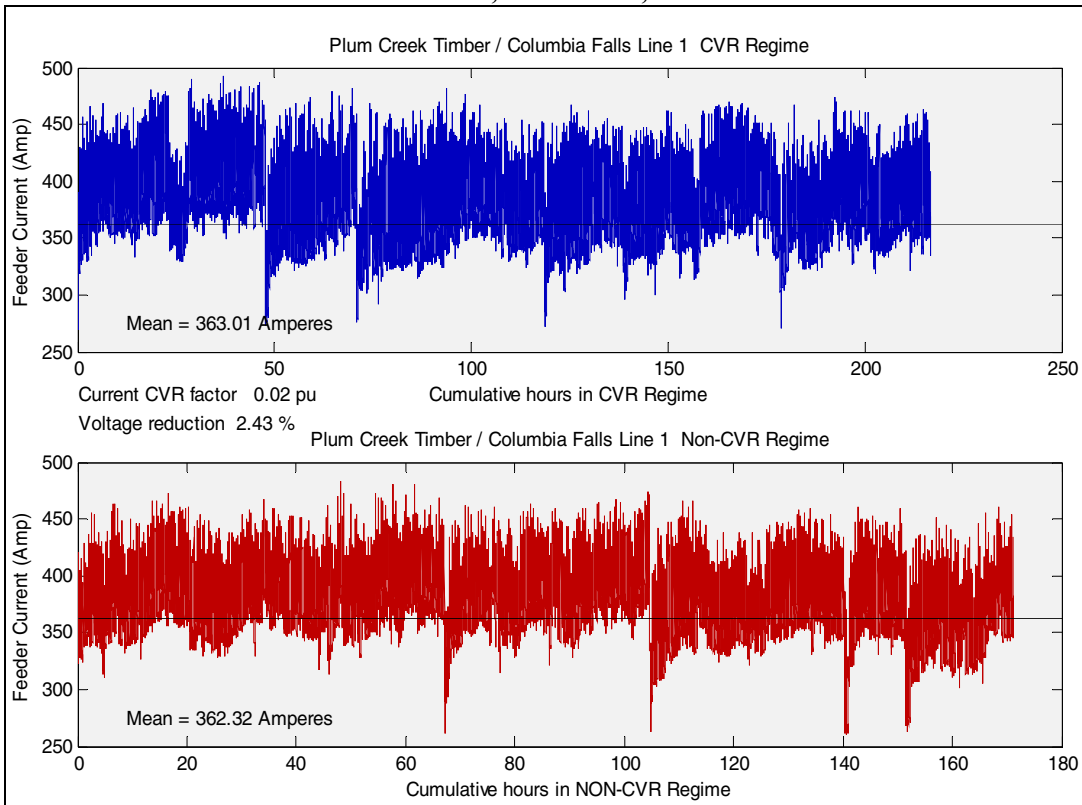 Plum Creek Timber / Columbia Falls Line 1 CVR Regime
500
450
400
350
300
250
Feeder Current (Amp)
Mean = 363.01 Amperes
0 50 100 150 200 250
Current CVR factor 0.02 pu
Cumulative hours in CVR Regime
Voltage reduction 2.43 %
Plum Creek Timber / Columbia Falls Line 1 Non-CVR Regime
500
450
400
350
300
250
Feeder Current (Amp)
Mean = 362.32 Amperes
0 20 40 60 80 100 120 140 160 180
Cumulative hours in NON-CVR Regime